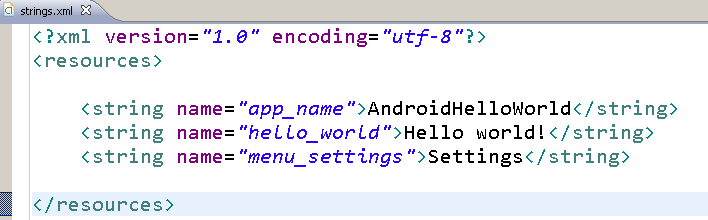 strings.xml
<?xml version="1.0" encoding="utf-8"?>
<resources>
<string name="app_name">AndroidHelloWorld</string>
<string name="hello_world">Hello world!</string>
<string name="menu_settings">Settings</string>
</resources>